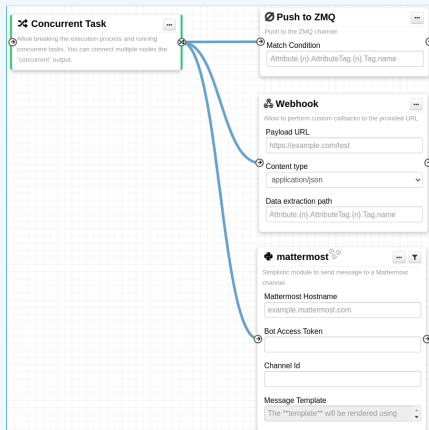 Concurrent Task
...
Allow breaking the execution process and running
concurrent tasks. You can connect multiple nodes the
`concurrent` output.
Push to ZMQ
...
Push to the ZMQ channel
Match Condition
Attribute.{n}.AttributeTag.{n}.Tag.name
Webhook
...
Allow to perform custom callbacks to the provided URL
Payload URL
https://example.com/test
Content type
application/json
Data extraction path
Attribute.{n}.AttributeTag.{n}.Tag.name
mattermost
...
Simplistic module to send message to a Mattermost
channel.
Mattermost Hostname
example.mattermost.com
Bot Access Token
Channel Id
Message Template
The **template** will be rendered using